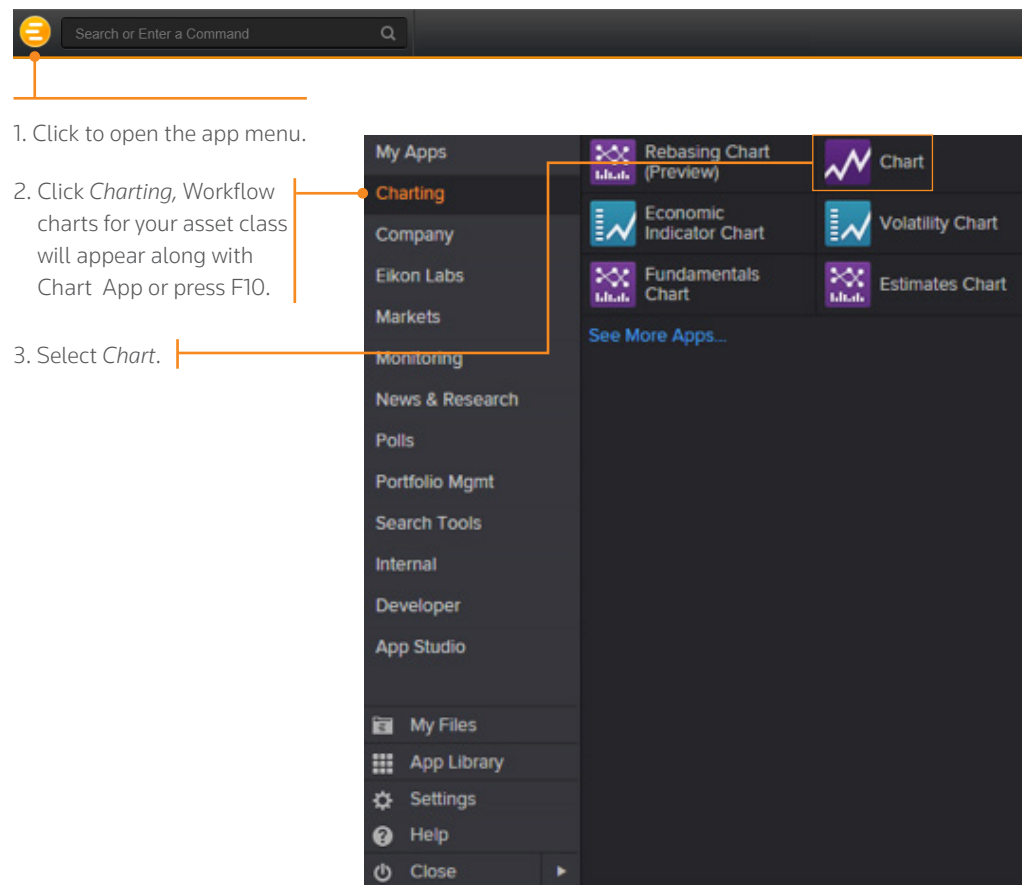 Search or Enter a Command
1. Click to open the app menu.
2. Click Charting, Workflow
charts for your asset class
will appear along with
Chart App or press F10.
3. Select Chart.
My Apps
Charting
Company
Eikon Labs
Markets
Monitoring
News & Research
Polls
Portfolio Mgmt
Search Tools
Internal
Developer
App Studio
My Files
App Library
Settings
Help
Close
Rebasing Chart
(Preview)
Chart
Economic
Indicator Chart
Volatility Chart
Fundamentals
Chart
Estimates Chart
See More Apps...